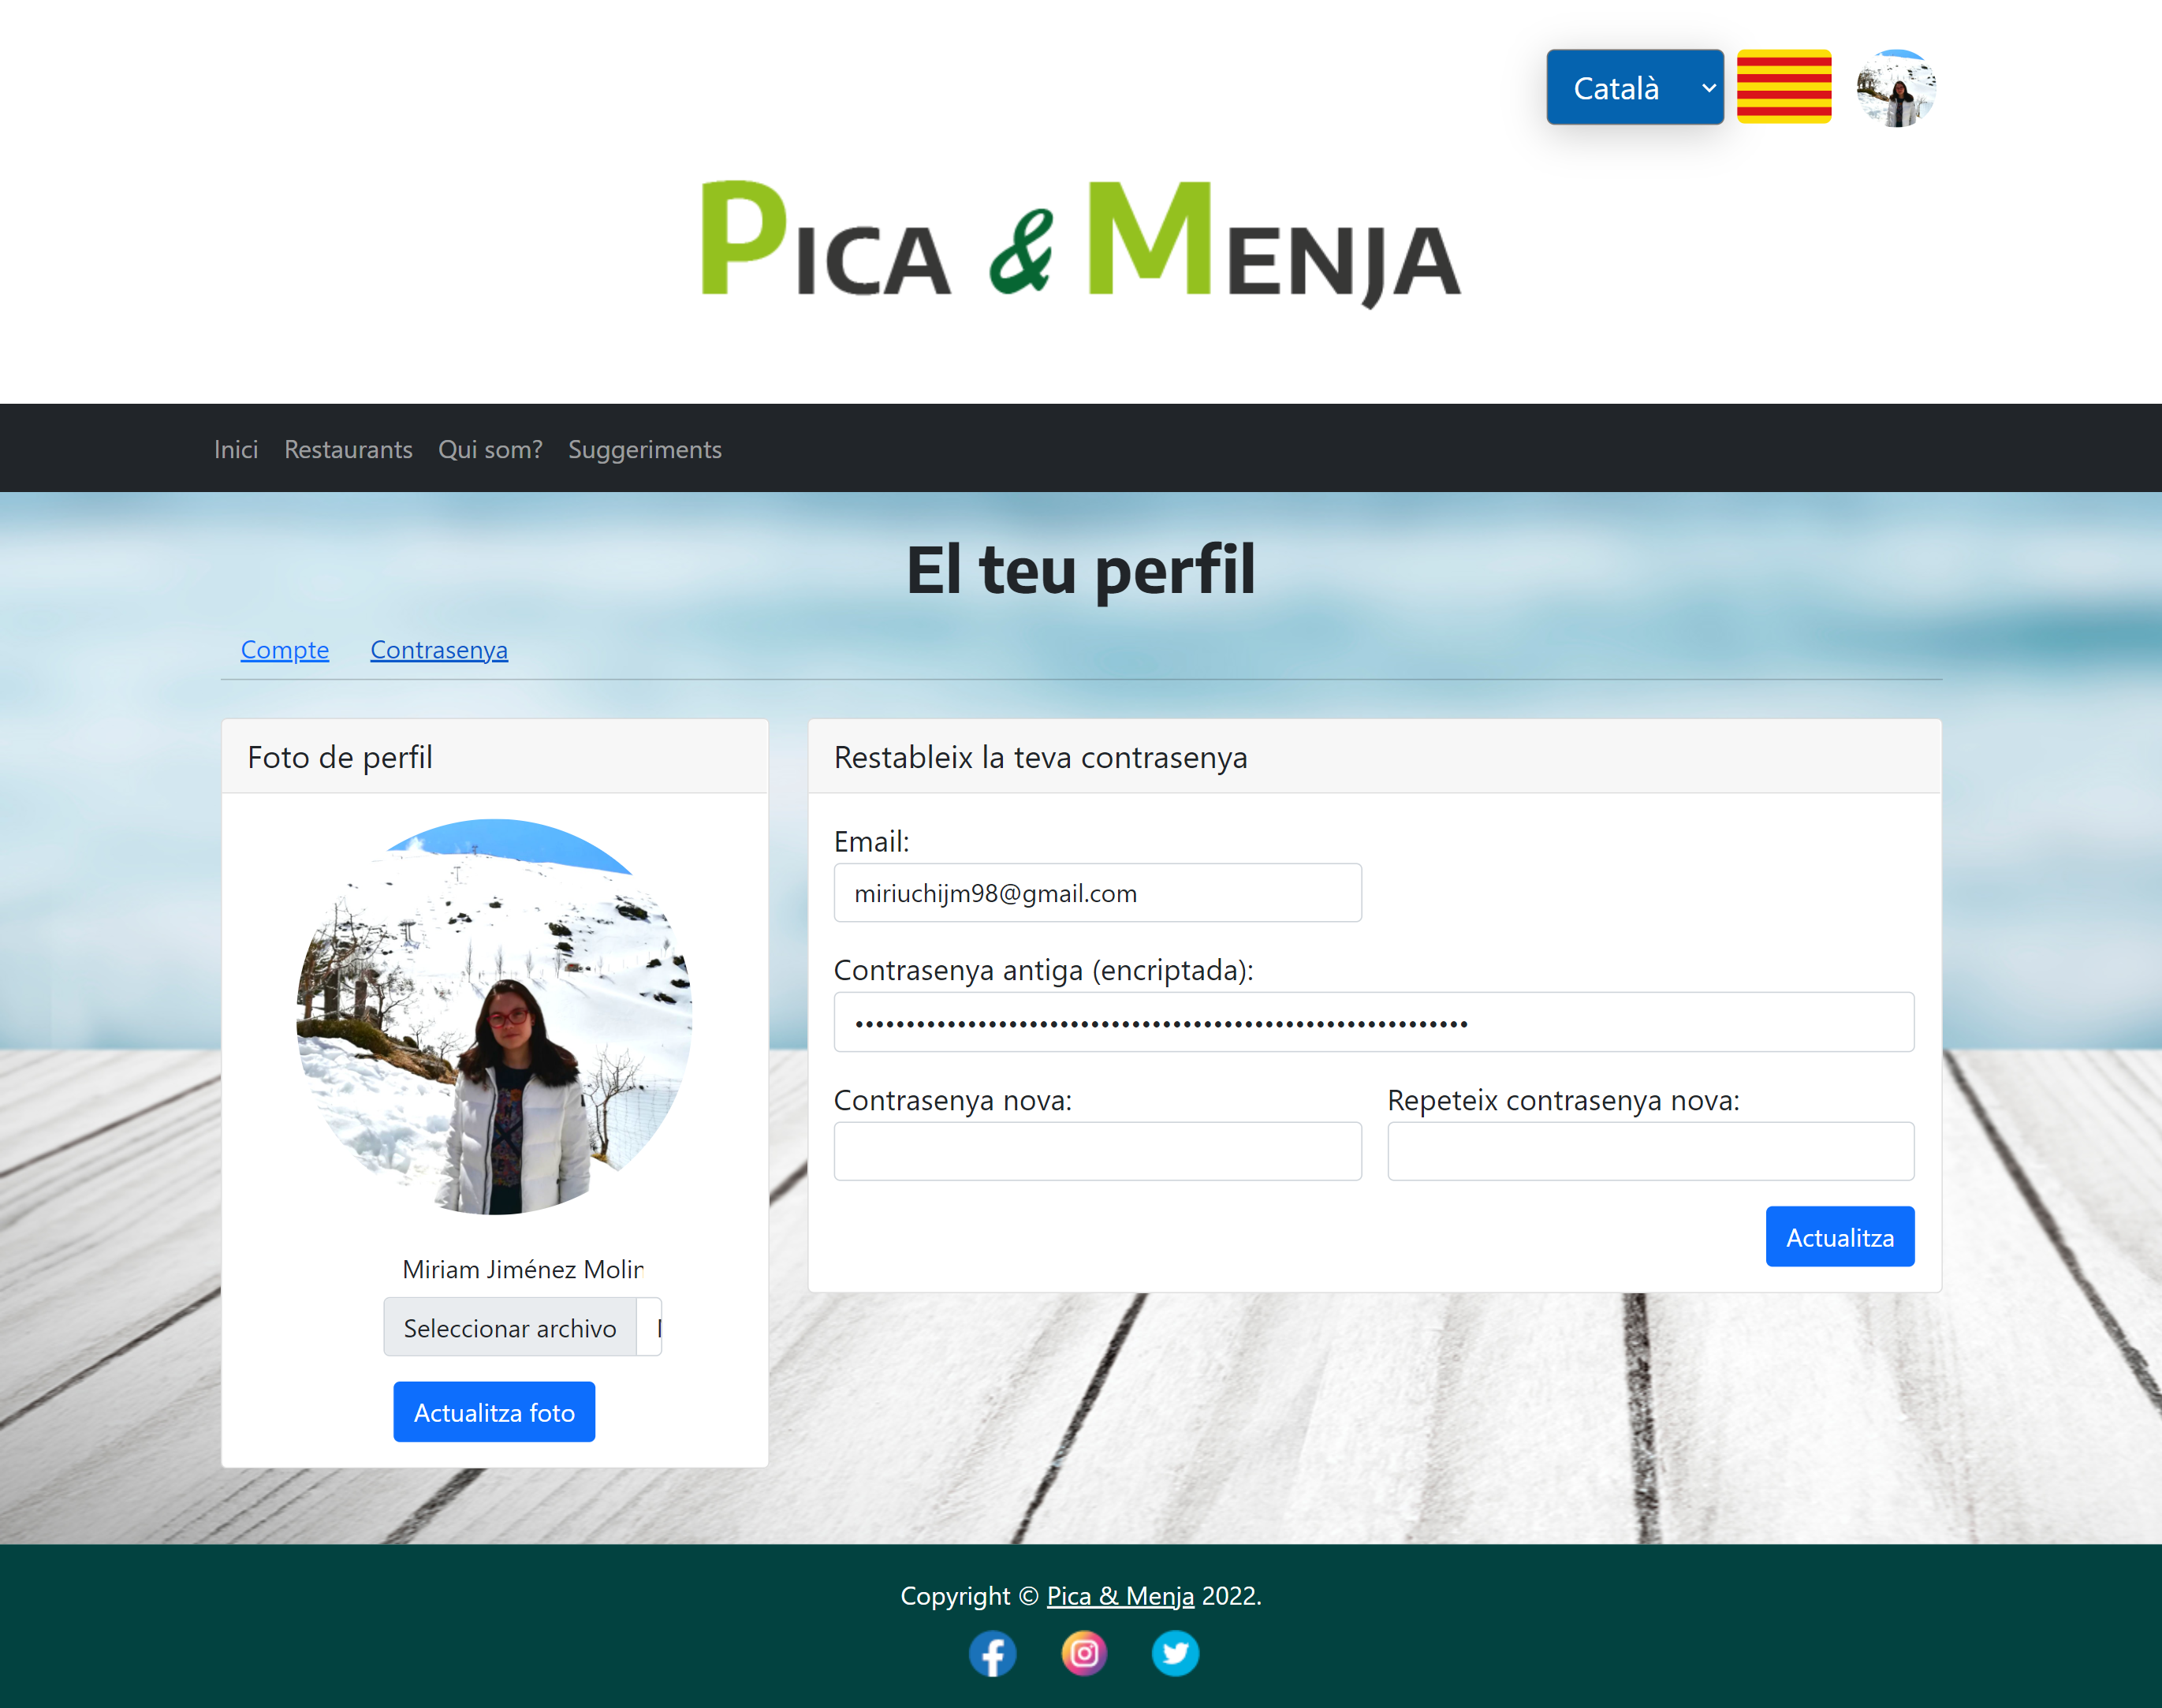 Català
PICA & MENJA
Inici Restaurants Qui som? Suggeriments
El teu perfil
Compte Contrasenya
Foto de perfil
Miriam Jiménez Molin
Seleccionar archivo
Actualitza foto
Restableix la teva contrasenya
Email:
miriuchijm98@gmail.com
Contrasenya antiga (encriptada):
Contrasenya nova:
Repeteix contrasenya nova:
Actualitza
Copyright © Pica & Menja 2022.